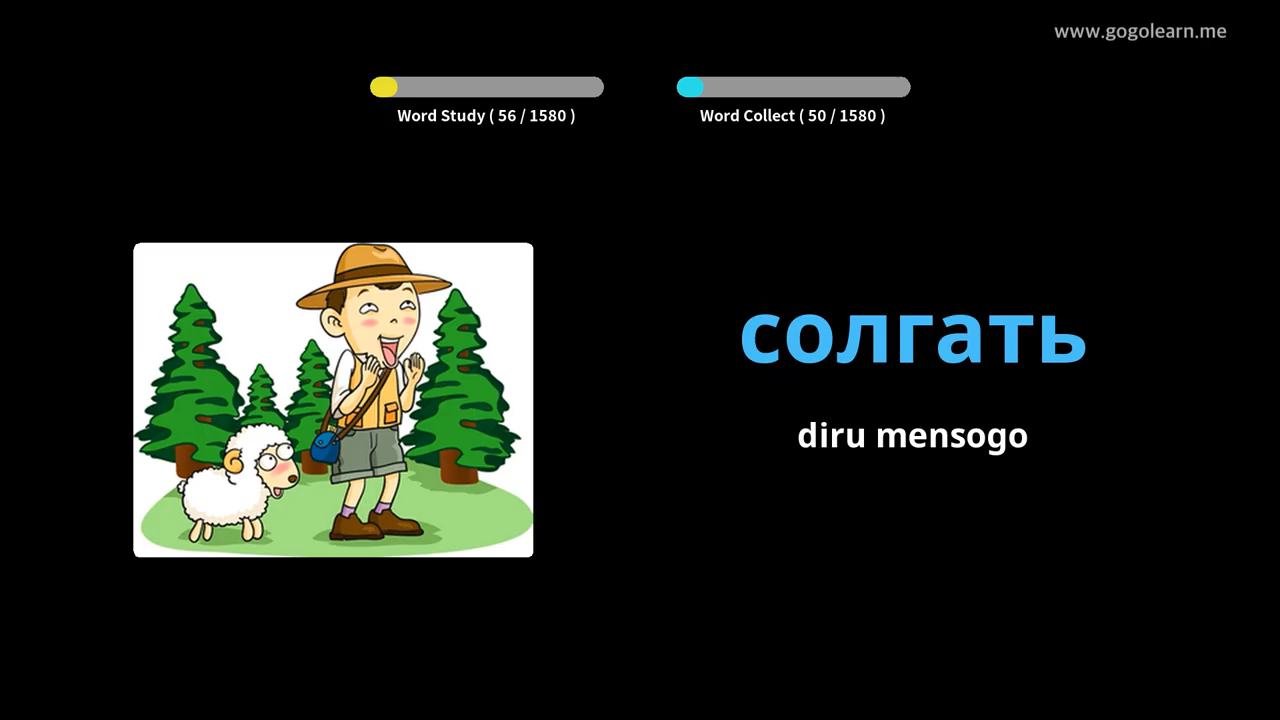 www.gogolearn.me
Word Study ( 56 / 1580 )
Word Collect ( 50 / 1580 )
солгать
diru mensogo